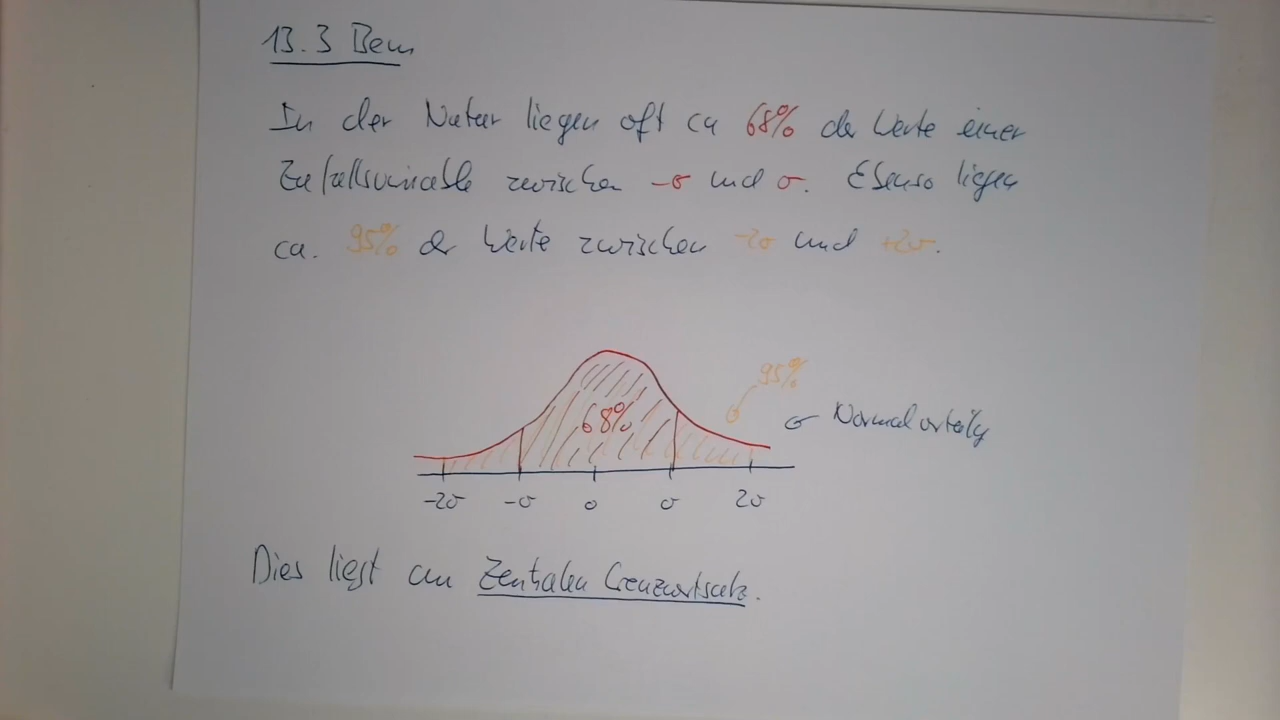 13.3 Bem
In der Natur liegen oft ca 68% der Werte einer
Zufallsvariable zwischen -σ und σ. Ebenso liegen
ca. 95% der Werte zwischen -2σ und +2σ.
95%
68%
Normalverteilg
-2σ -σ 0 σ 2σ
Dies liegt am Zentralen Grenzwertsatz.